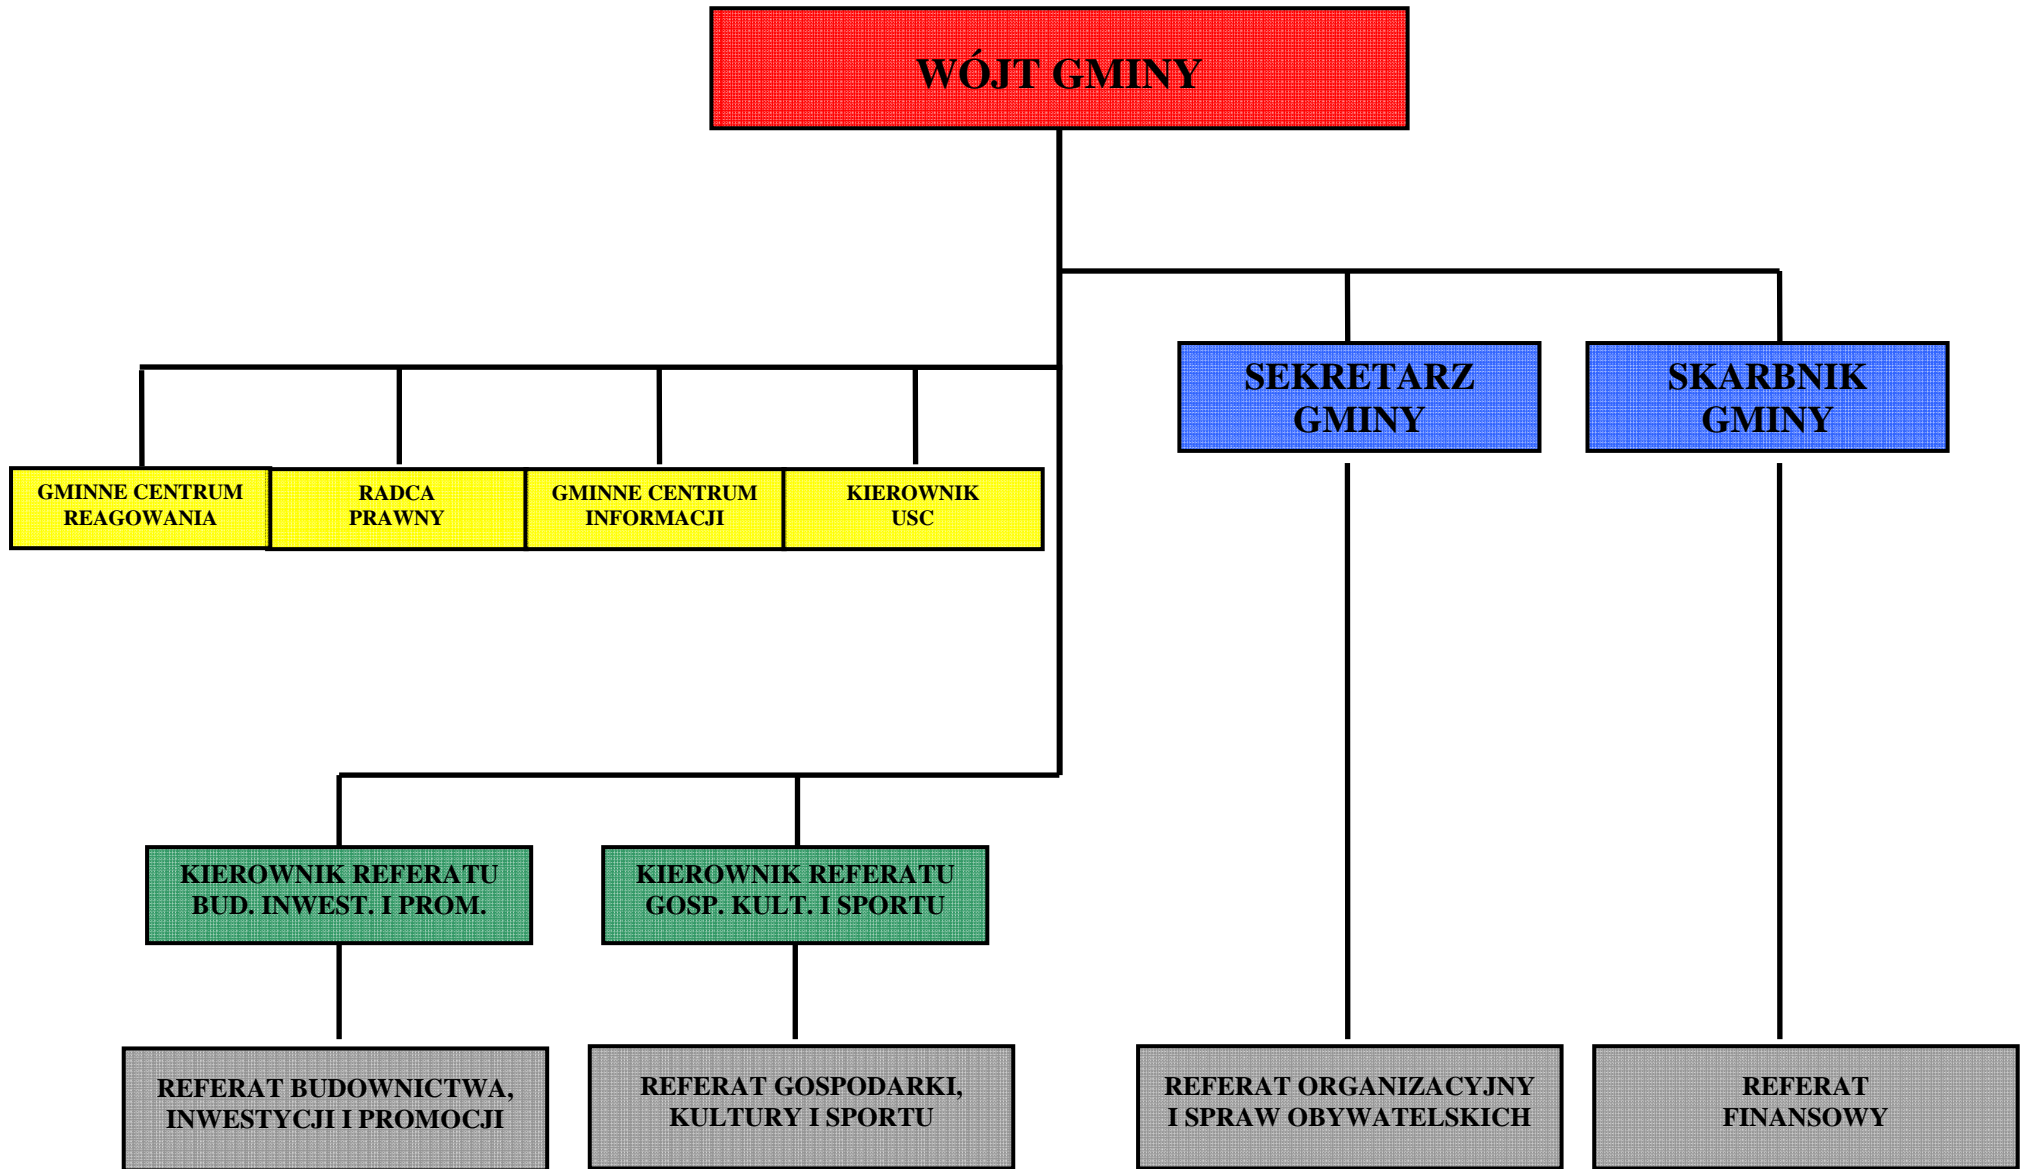 WÓJT GMINY
SEKRETARZ
GMINY
SKARBNIK
GMINY
GMINNE CENTRUM
REAGOWANIA
RADCA
PRAWNY
GMINNE CENTRUM
INFORMACJI
KIEROWNIK
USC
KIEROWNIK REFERATU
BUD. INWEST. I PROM.
KIEROWNIK REFERATU
GOSP. KULT. I SPORTU
REFERAT BUDOWNICTWA,
INWESTYCJI I PROMOCJI
REFERAT GOSPODARKI,
KULTURY I SPORTU
REFERAT ORGANIZACYJNY
I SPRAW OBYWATELSKICH
REFERAT
FINANSOWY